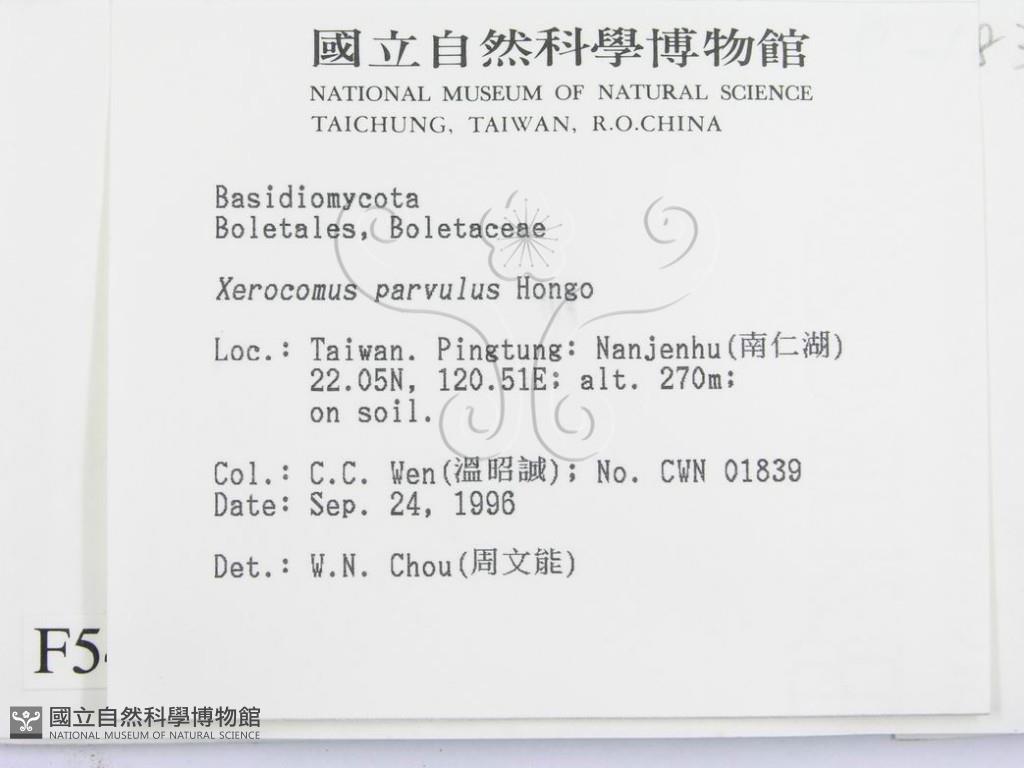 國立自然科學博物館
NATIONAL MUSEUM OF NATURAL SCIENCE
TAICHUNG, TAIWAN, R.O.CHINA
Basidiomycota
Boletales, Boletaceae
Xerocomus parvulus Hongo
Loc.: Taiwan. Pingtung: Nanjenhu(南仁湖)
22.05N, 120.51E; alt. 270m;
on soil.
Col.: C.C. Wen(溫昭誠); No. CWN 01839
Date: Sep. 24, 1996
Det.: W.N. Chou(周文能)
F5
國立自然科學博物館
NATIONAL MUSEUM OF NATURAL SCIENCE